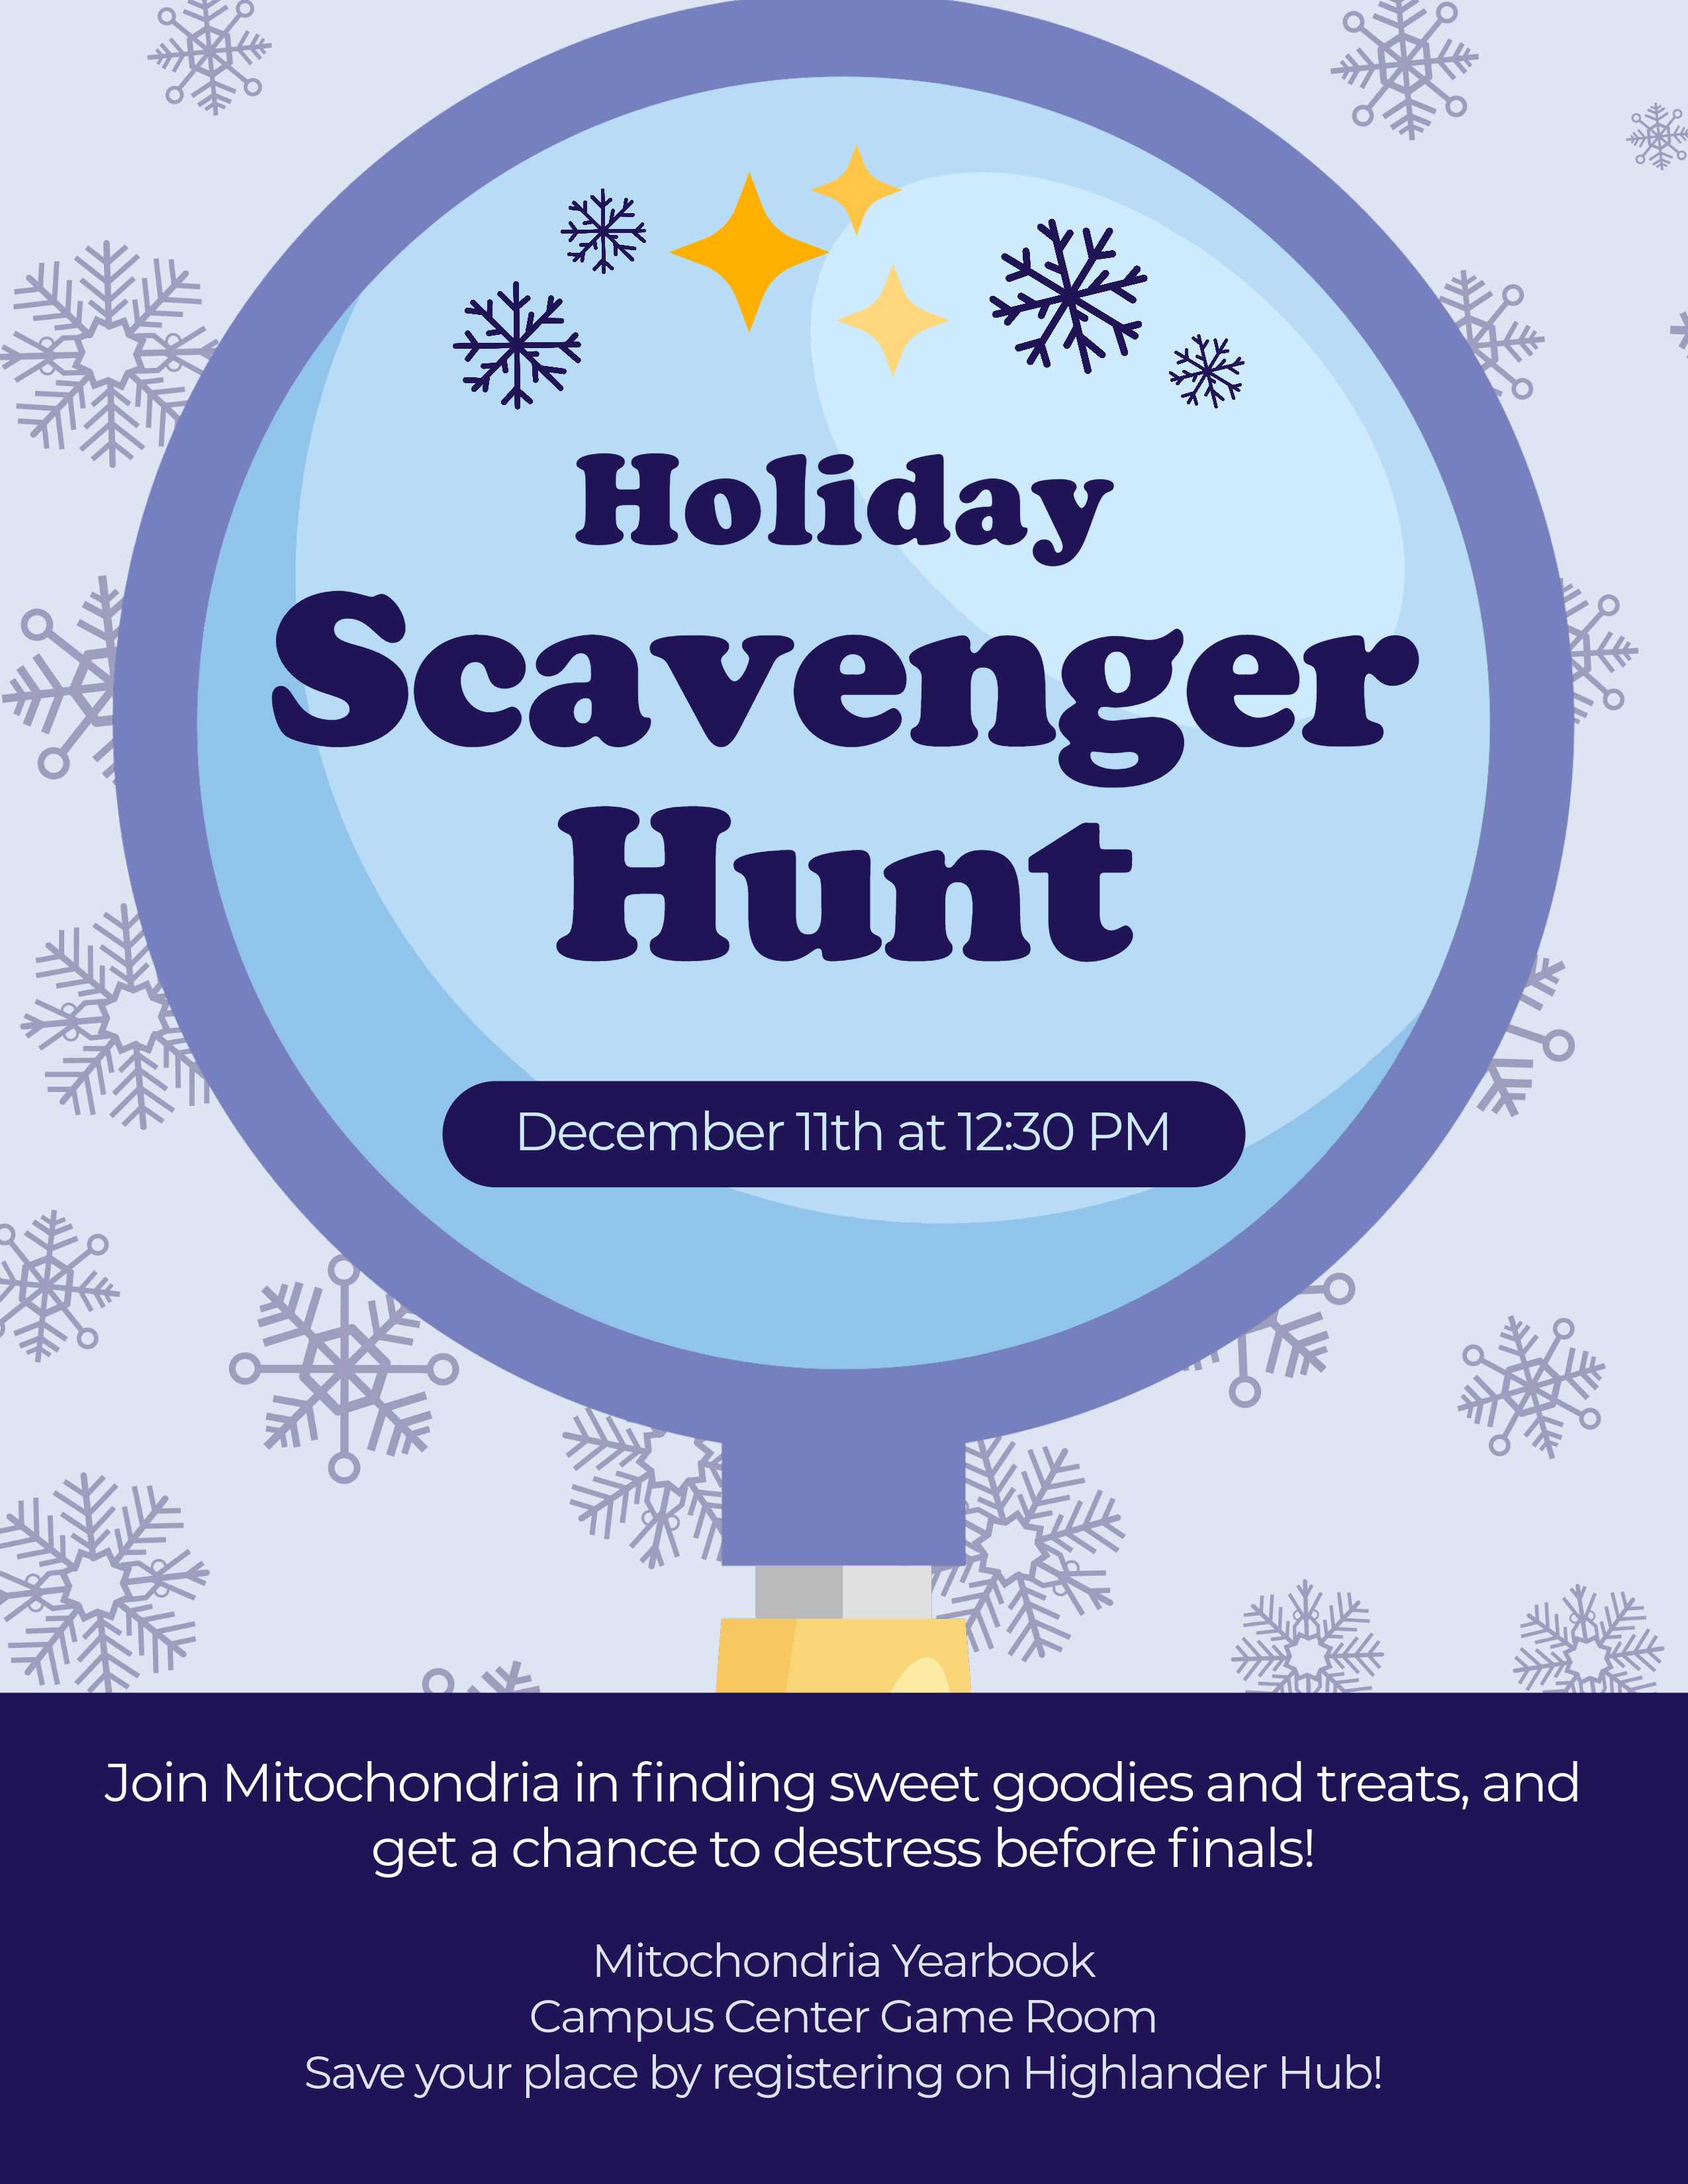 Holiday
Scavenger
Hunt
December 11th at 12:30 PM
Join Mitochondria in finding sweet goodies and treats, and
get a chance to destress before finals!
Mitochondria Yearbook
Campus Center Game Room
Save your place by registering on Highlander Hub!